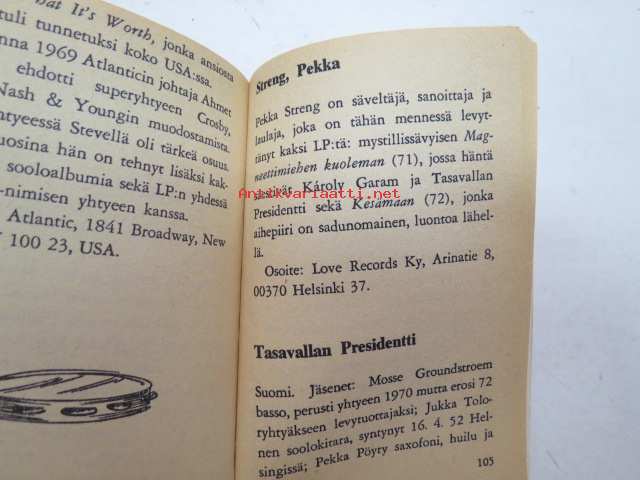 hat It's Worth, jonka ansiosta
tuli tunnetuksi koko USA:ssa.
nna 1969 Atlanticin johtaja Ahmet
ehdotti superyhtyeen Crosby,
Nash & Youngin muodostamista.
htyeessä Stevellä oli tärkeä osuus.
uosina hän on tehnyt lisäksi kak-
sooloalbumia sekä LP:n yhdessä
-nimisen yhtyeen kanssa.
Atlantic, 1841 Broadway, New
Y 100 23, USA.
Streng, Pekka
Pekka Streng on säveltäjä, sanoittaja ja
laulaja, joka on tähän mennessä levyt-
tänyt kaksi LP:tä: mystillissävyisen Mag-
neettimiehen kuoleman (71), jossa häntä
säestivät Károly Garam ja Tasavallan
Presidentti sekä Kesämaan (72), jonka
aihepiiri on sadunomainen, luontoa lähel-
lä.
Osoite: Love Records Ky, Arinatie 8,
00370 Helsinki 37.
Tasavallan Presidentti
Suomi. Jäsenet: Mosse Groundstroem
basso, perusti yhtyeen 1970 mutta erosi 72
ryhtyäkseen levytuottajaksi; Jukka Tolo-
nen soolokitara, syntynyt 16. 4. 52 Hel-
singissä; Pekka Pöyry saxofoni, huilu ja
105
Antikvariaatti.net